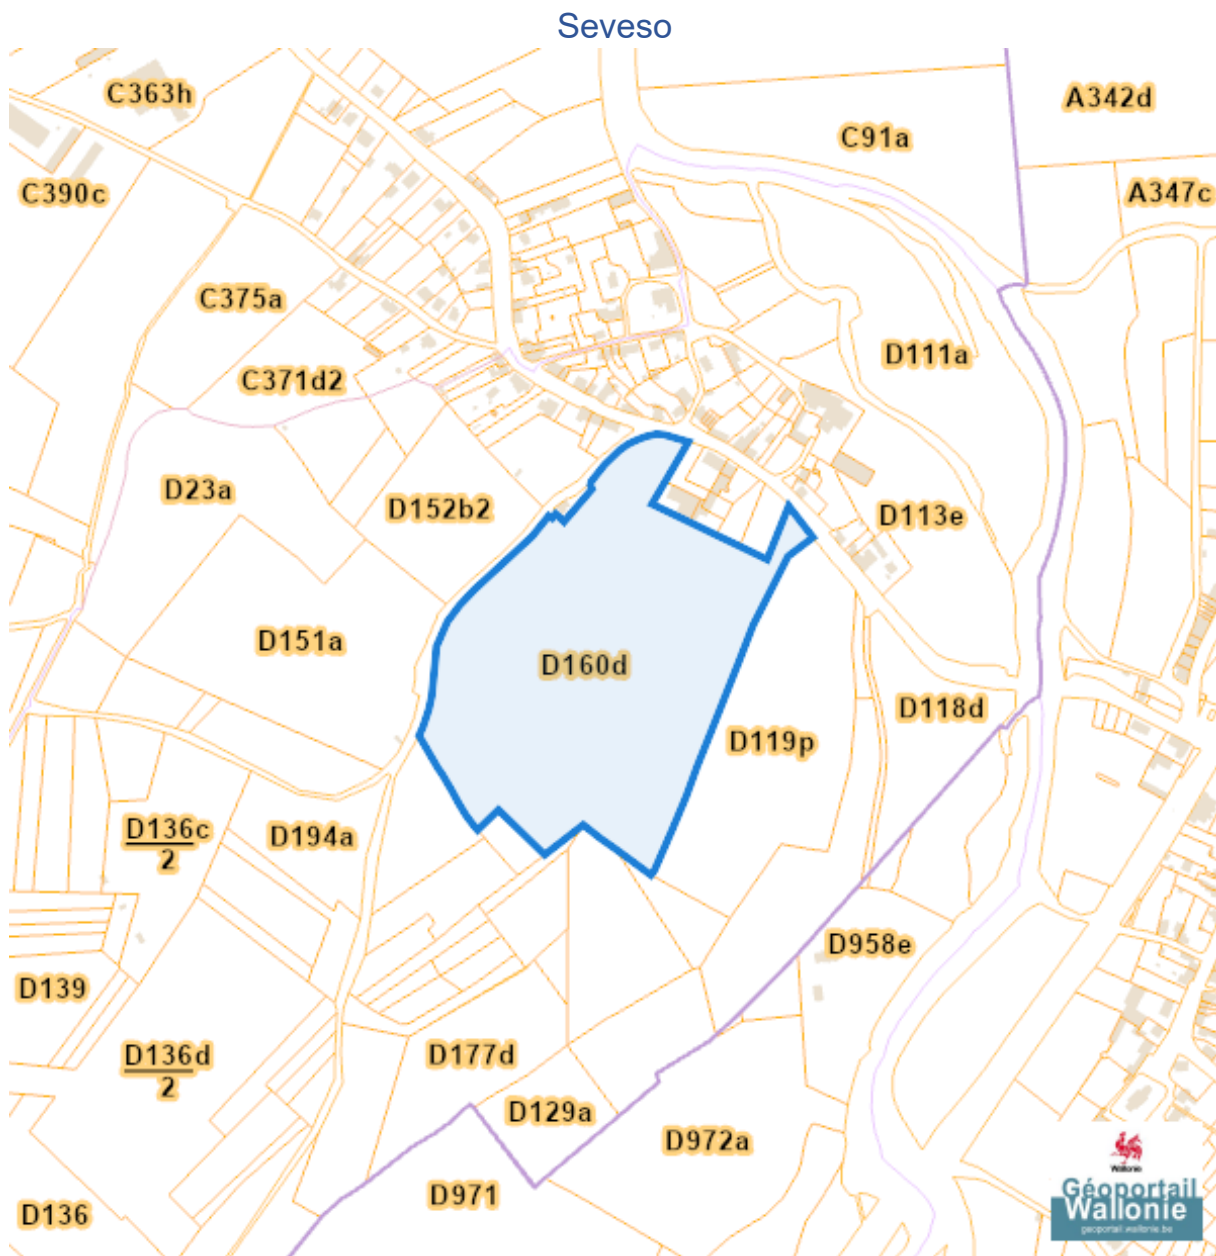 Seveso
C363h
A342d
C91a
C390c
A347c
C375a
D111a
C371d2
D23a
D152b2
D113e
D151a
D160d
D118d
D119p
D136c
2
D194a
D958e
D139
D136d
2
D177d
D129a
D972a
D971
D136
Wallonie
Géoportail
Wallonie
geoportail.wallonie.be